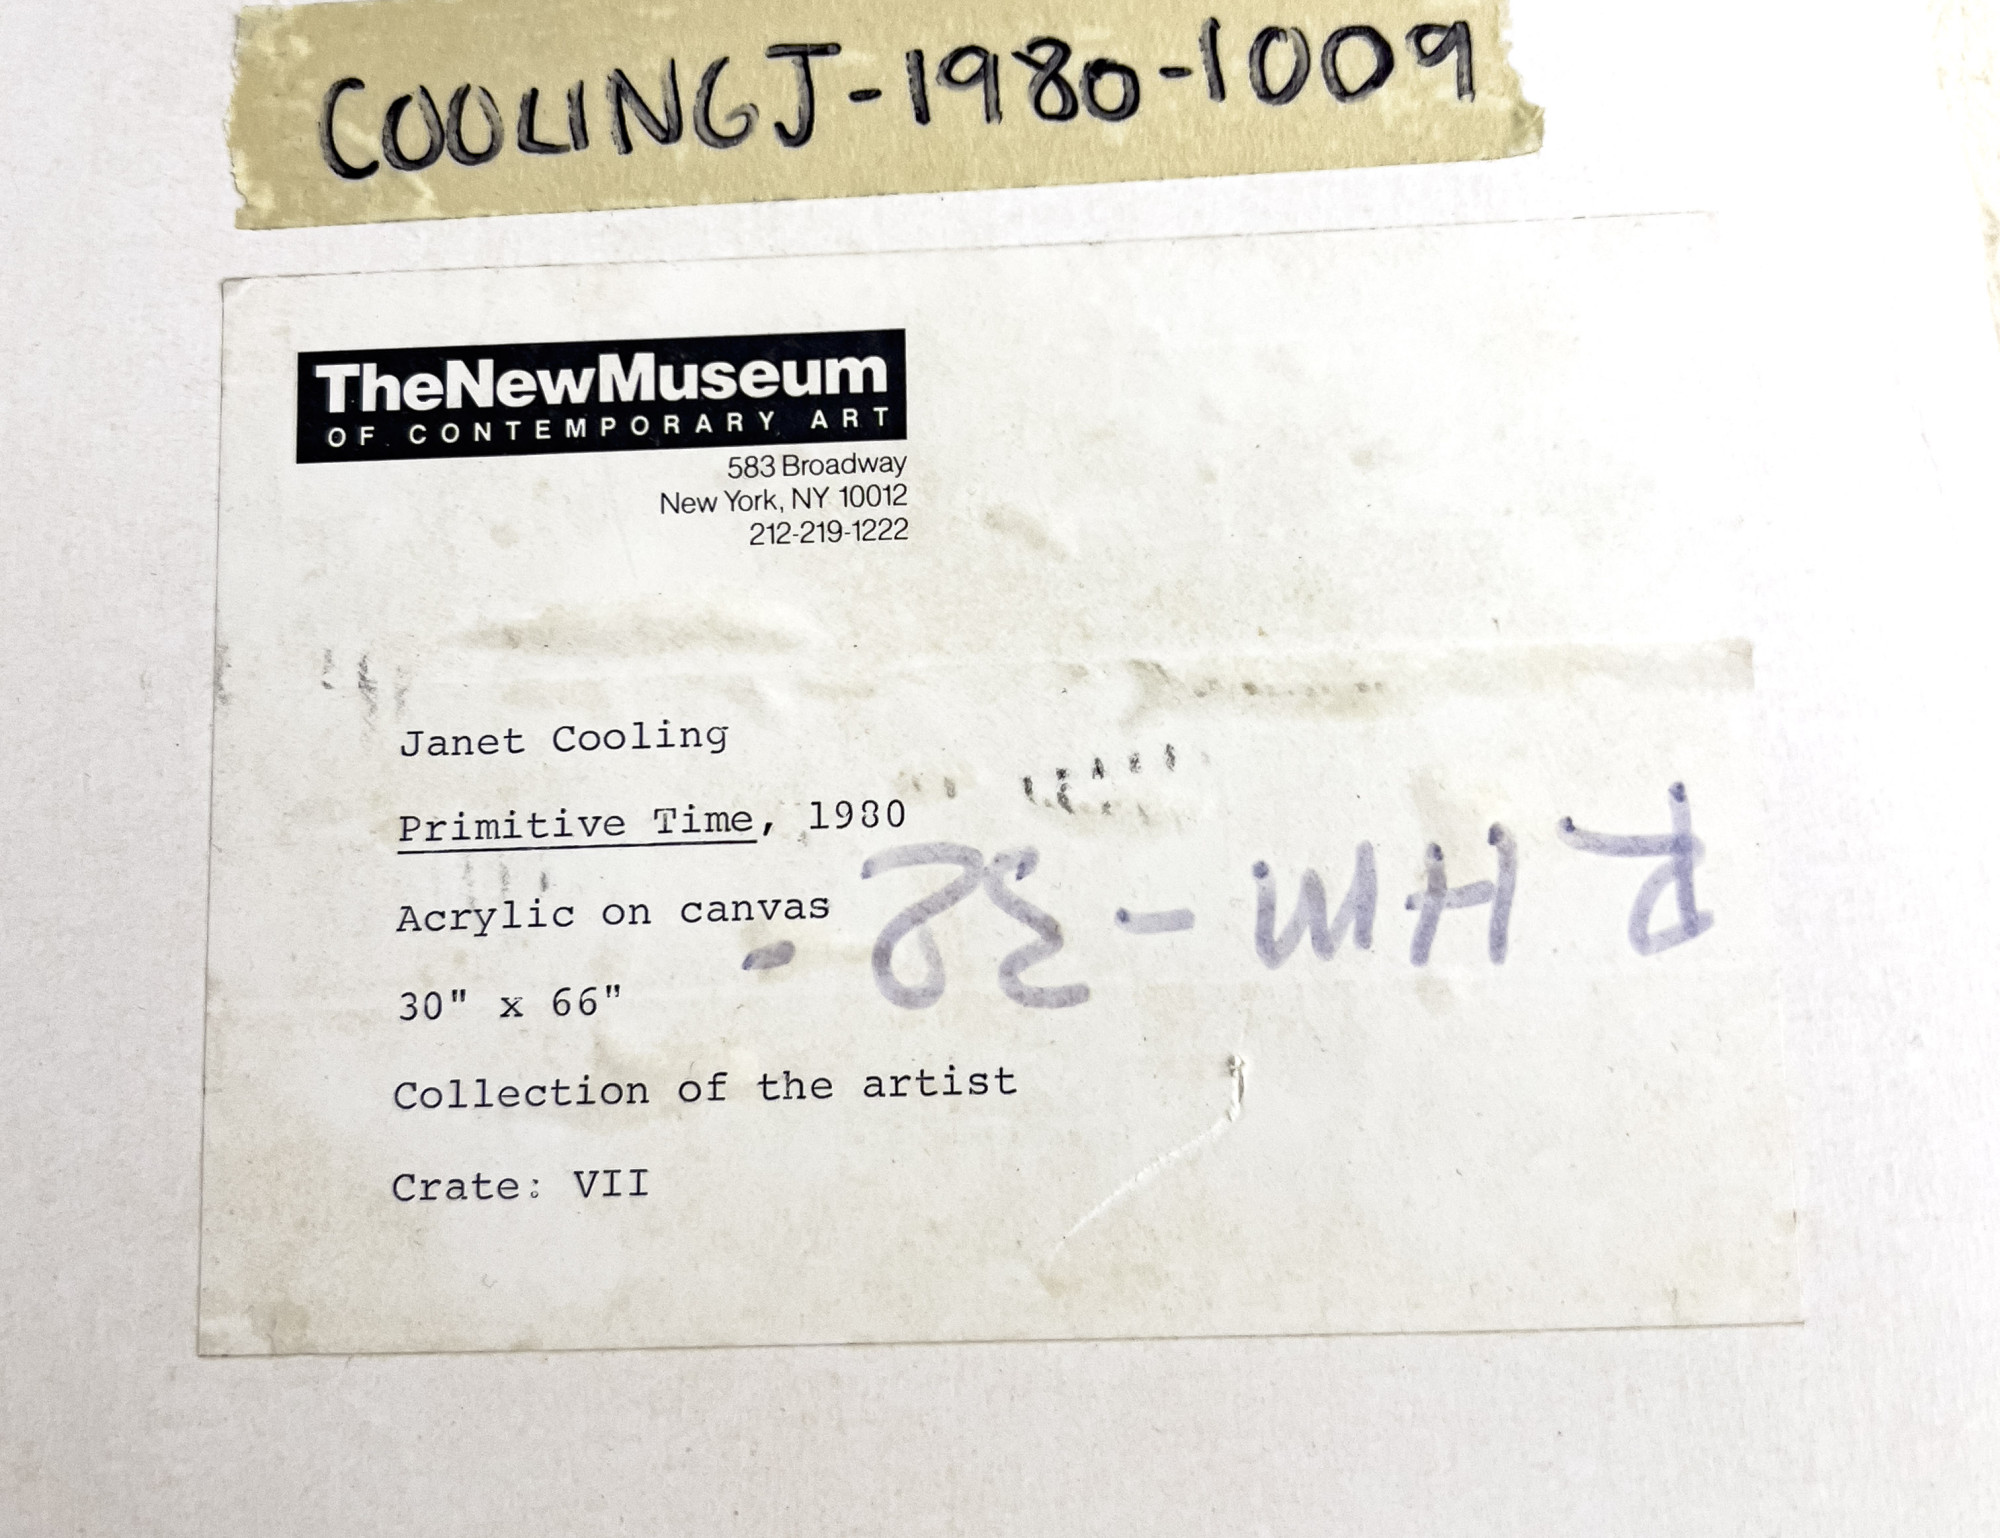 COOLINGJ-1980-1009
TheNewMuseum
OF CONTEMPORARY ART
583 Broadway
New York, NY 10012
212-219-1222
Janet Cooling
Primitive Time, 1980
Acrylic on canvas
30" x 66"
Collection of the artist
Crate: VII